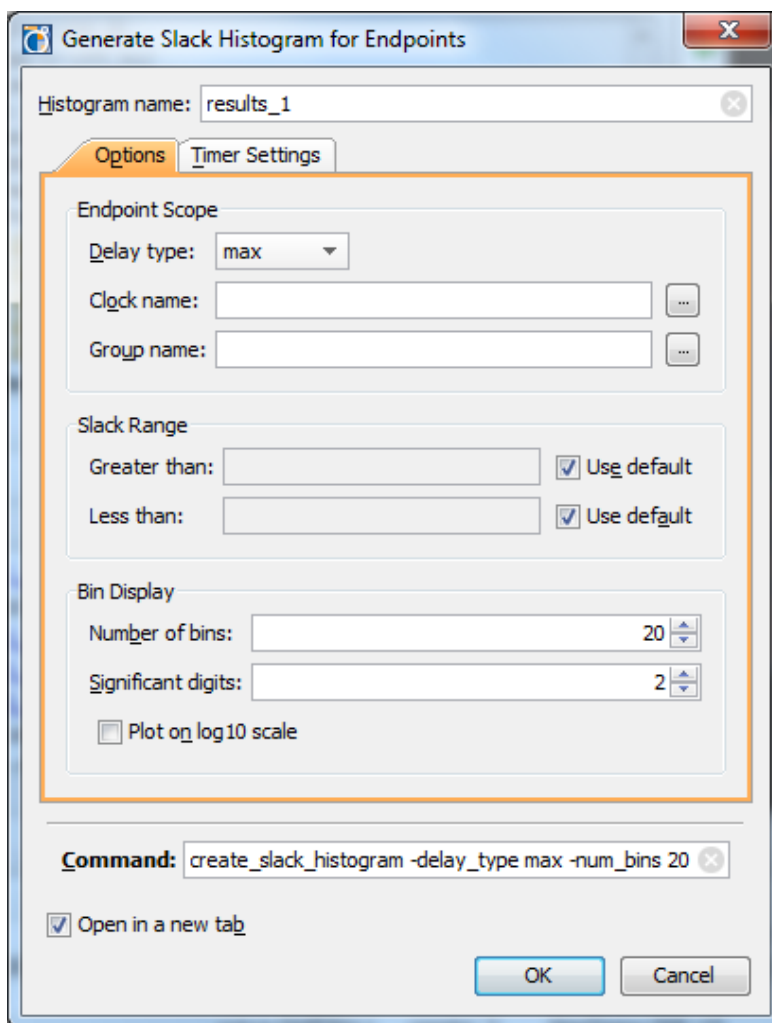 Generate Slack Histogram for Endpoints
Histogram name: results_1
Options Timer Settings
Endpoint Scope
Delay type: max
Clock name: ...
Group name: ...
Slack Range
Greater than: Use default
Less than: Use default
Bin Display
Number of bins: 20
Significant digits: 2
Plot on log10 scale
Command: create_slack_histogram -delay_type max -num_bins 20
Open in a new tab
OK Cancel